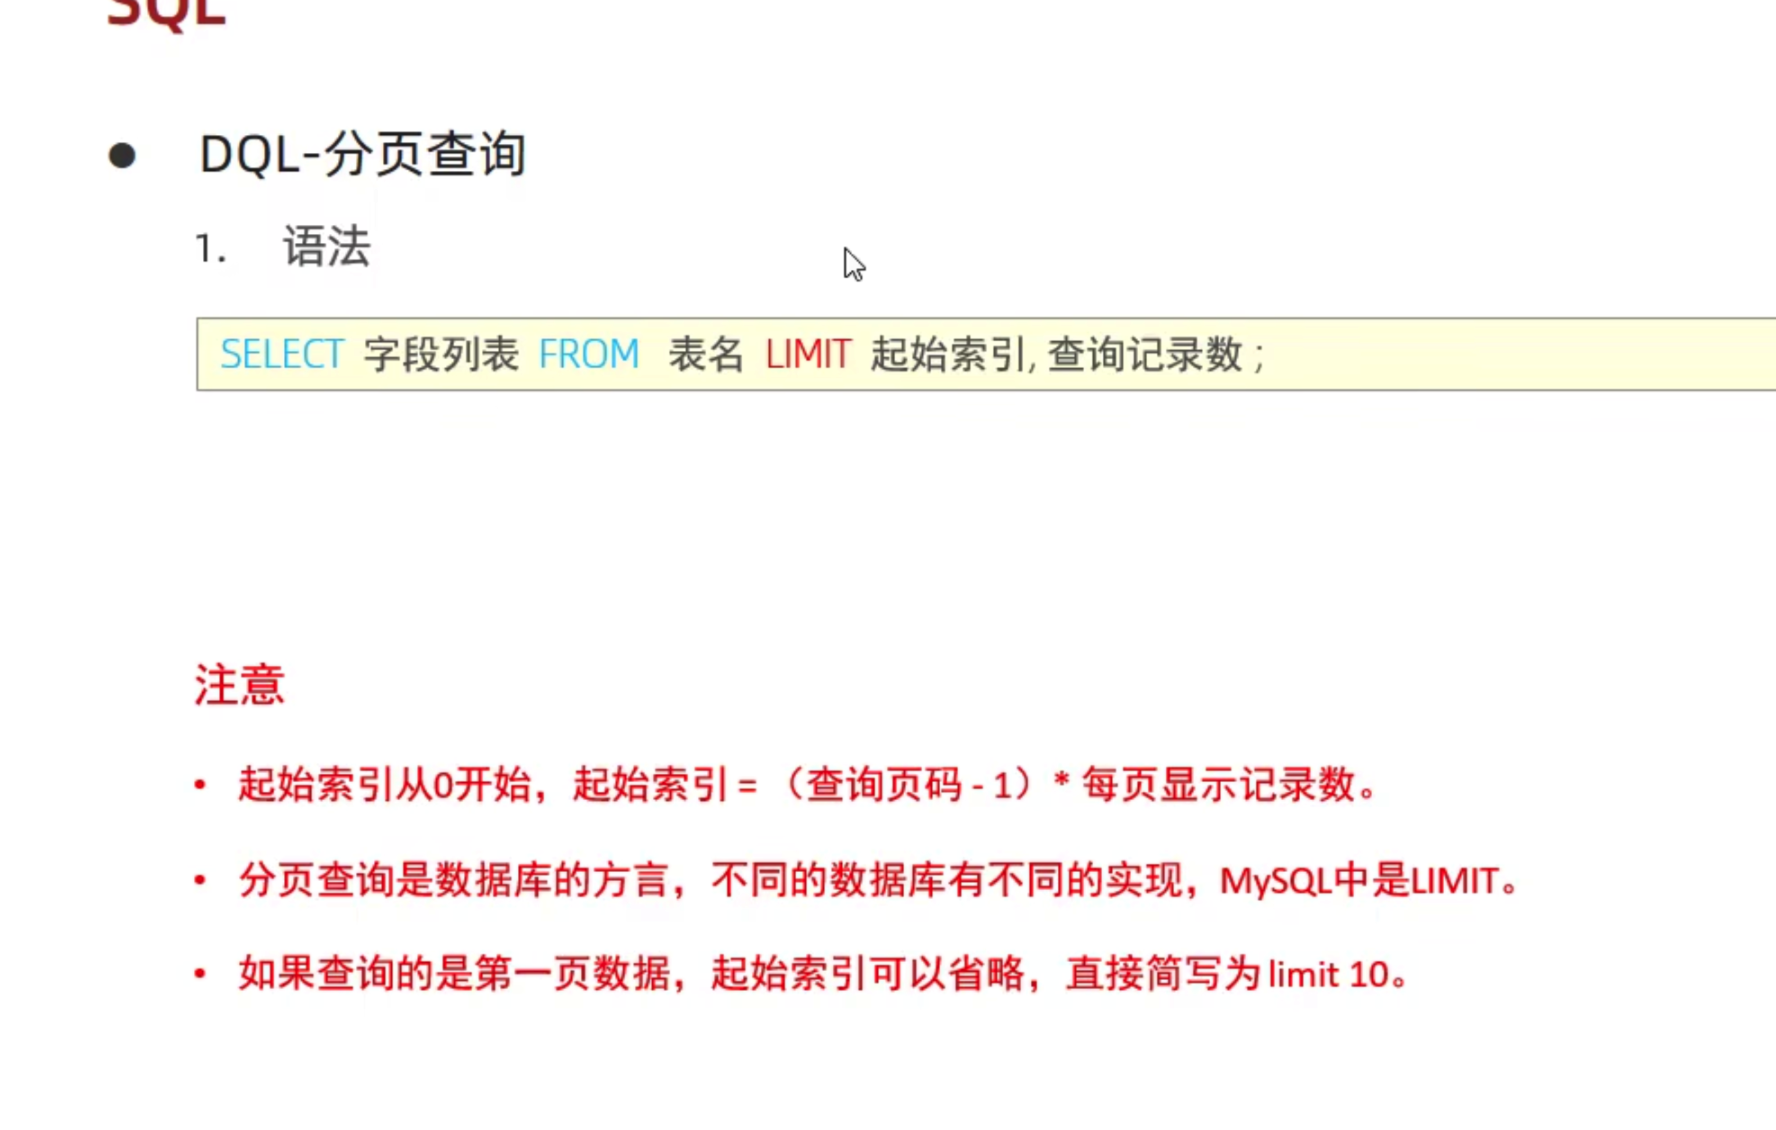 SQL
● DQL-分页查询
1. 语法
SELECT 字段列表 FROM 表名 LIMIT 起始索引, 查询记录数 ;
注意
• 起始索引从0开始，起始索引 = （查询页码 - 1）* 每页显示记录数。
• 分页查询是数据库的方言，不同的数据库有不同的实现，MySQL中是LIMIT。
• 如果查询的是第一页数据，起始索引可以省略，直接简写为 limit 10。